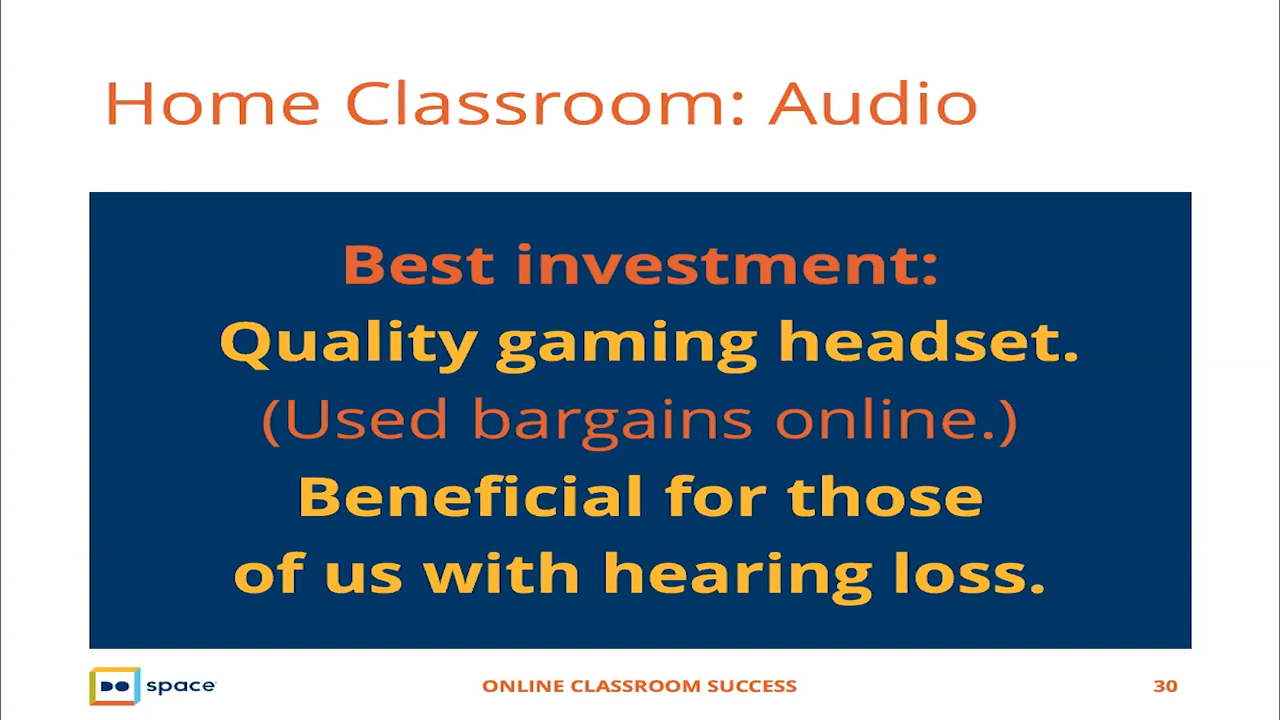 Home Classroom: Audio
Best investment:
Quality gaming headset.
(Used bargains online.)
Beneficial for those
of us with hearing loss.
DO space
ONLINE CLASSROOM SUCCESS
30